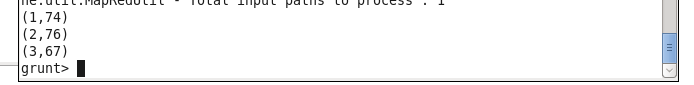 ne.util.MapRedUtil - Total input paths to process : 1
(1,74)
(2,76)
(3,67)
grunt>